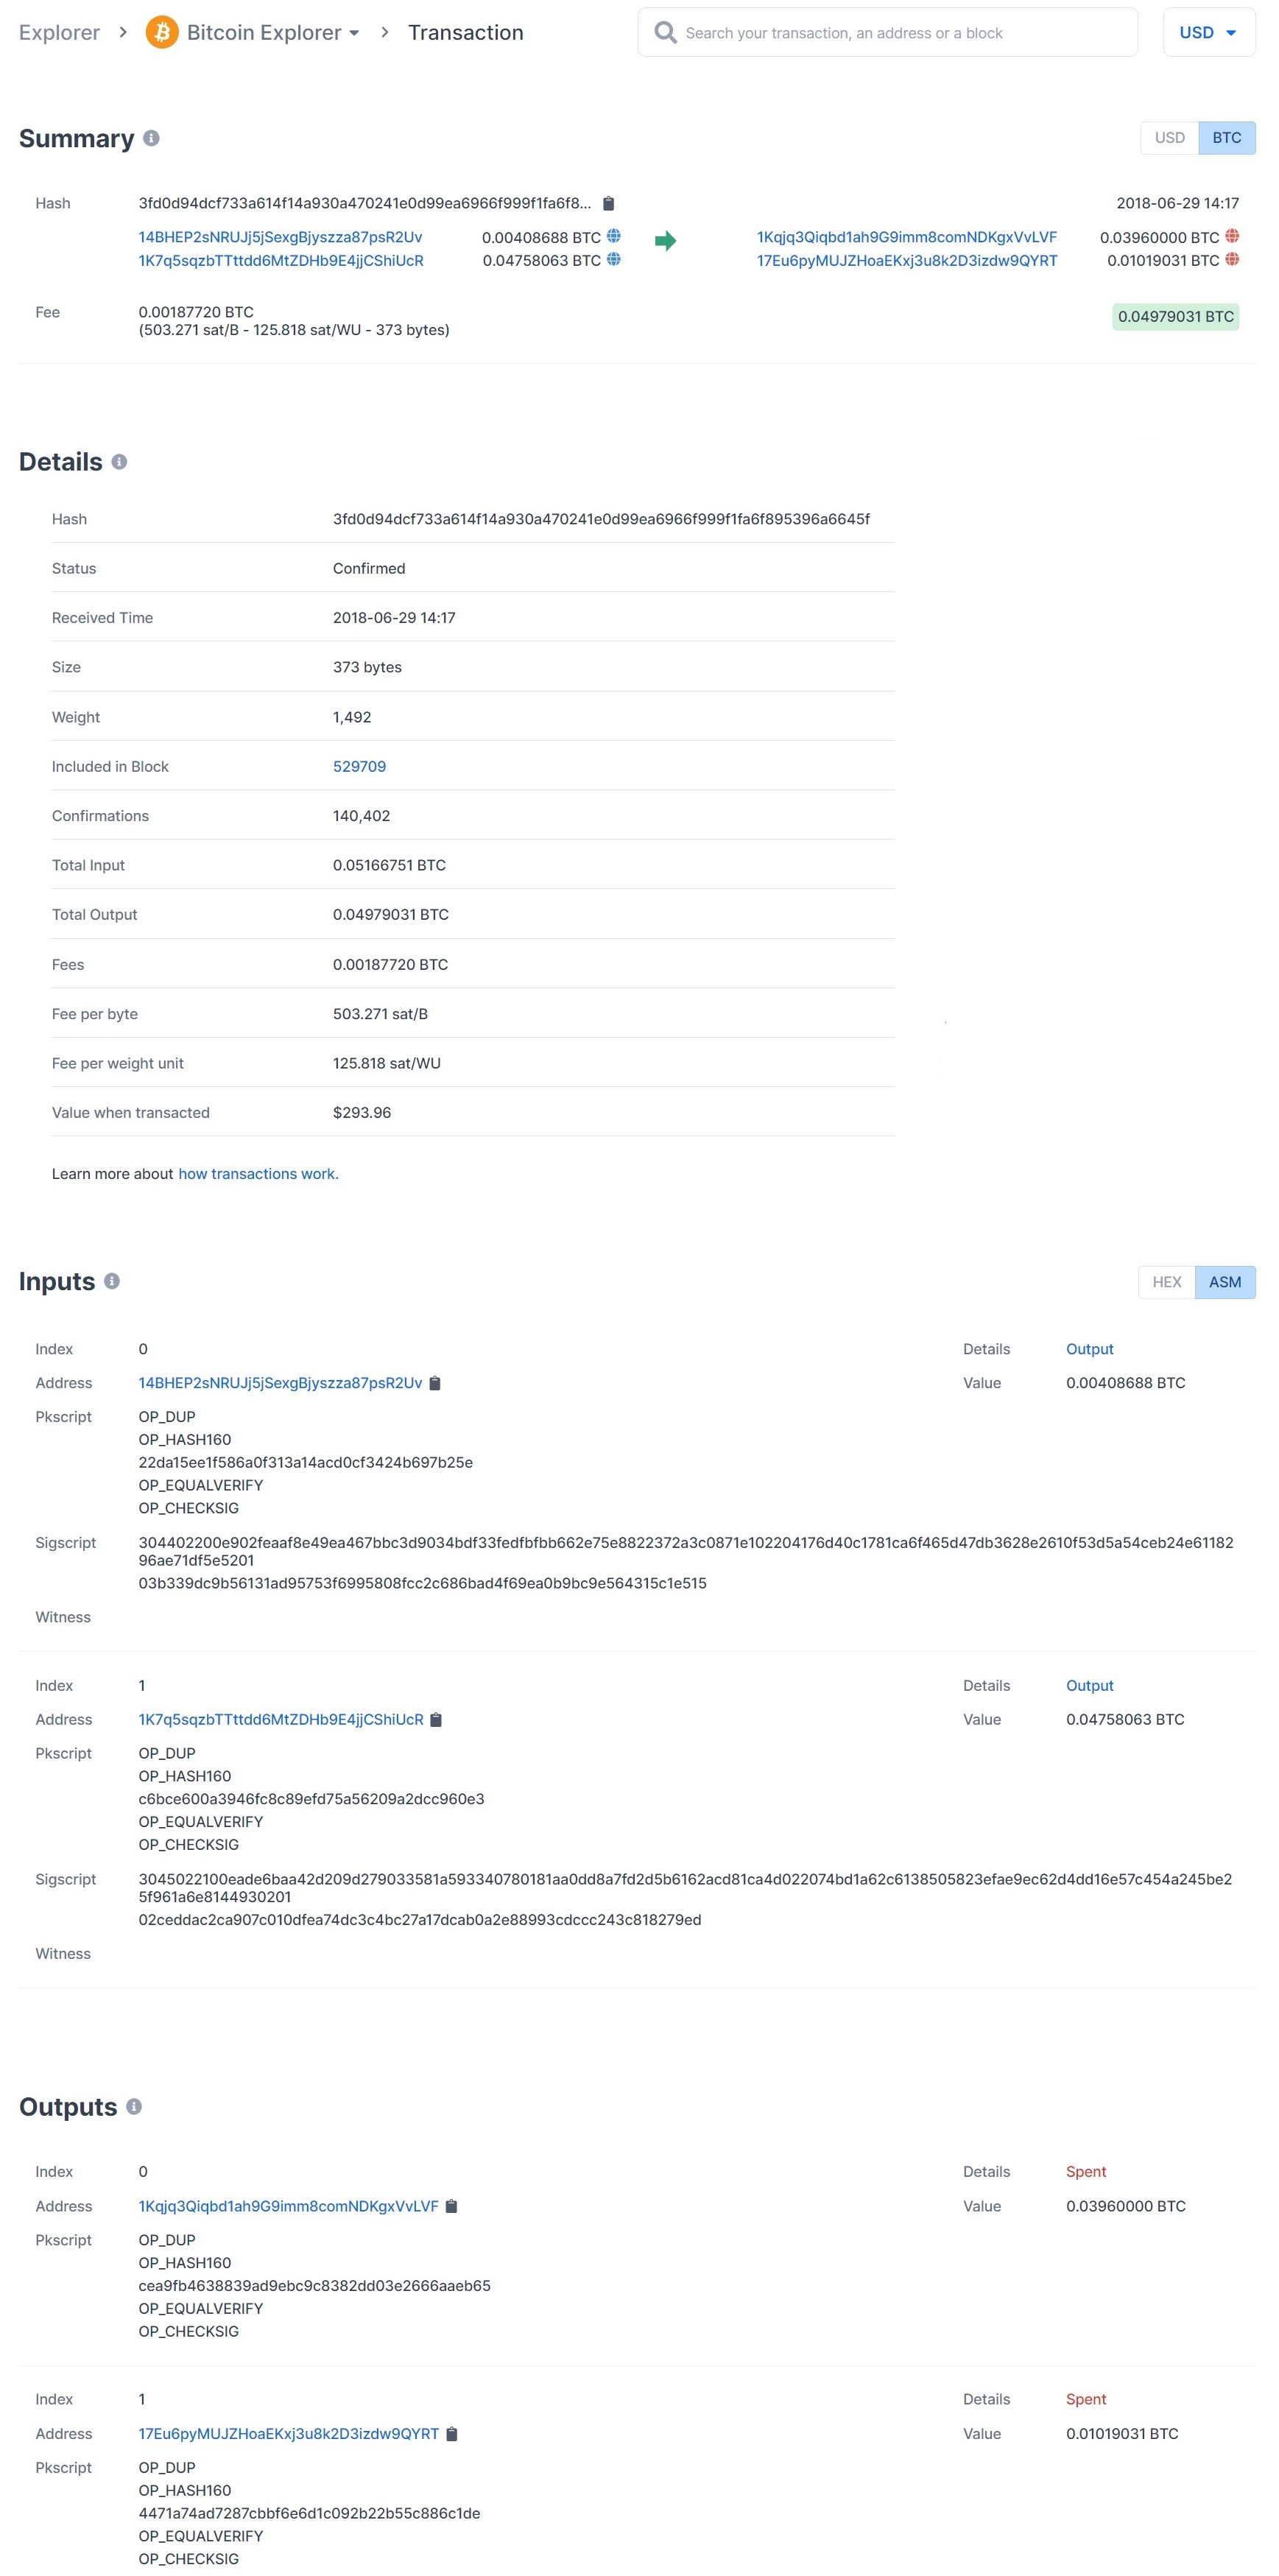 Explorer > Bitcoin Explorer > Transaction
Search your transaction, an address or a block
USD
Summary
USD BTC
Hash 3fd0d94dcf733a614f14a930a470241e0d99ea6966f999f1fa6f8... 2018-06-29 14:17
14BHEP2sNRUJj5jSexgBjyszza87psR2Uv 0.00408688 BTC 1Kqjq3Qiqbd1ah9G9imm8comNDKgxVvLVF 0.03960000 BTC
1K7q5sqzbTTttdd6MtZDHb9E4jjCShiUcR 0.04758063 BTC 17Eu6pyMUJZHoaEKxj3u8k2D3izdw9QYRT 0.01019031 BTC
Fee 0.00187720 BTC 0.04979031 BTC
(503.271 sat/B - 125.818 sat/WU - 373 bytes)
Details
Hash 3fd0d94dcf733a614f14a930a470241e0d99ea6966f999f1fa6f895396a6645f
Status Confirmed
Received Time 2018-06-29 14:17
Size 373 bytes
Weight 1,492
Included in Block 529709
Confirmations 140,402
Total Input 0.05166751 BTC
Total Output 0.04979031 BTC
Fees 0.00187720 BTC
Fee per byte 503.271 sat/B
Fee per weight unit 125.818 sat/WU
Value when transacted $293.96
Learn more about how transactions work.
Inputs
HEX ASM
Index 0 Details Output
Address 14BHEP2sNRUJj5jSexgBjyszza87psR2Uv Value 0.00408688 BTC
Pkscript OP_DUP
OP_HASH160
22da15ee1f586a0f313a14acd0cf3424b697b25e
OP_EQUALVERIFY
OP_CHECKSIG
Sigscript 304402200e902feaaf8e49ea467bbc3d9034bdf33fedfbfbb662e75e8822372a3c0871e102204176d40c1781ca6f465d47db3628e2610f53d5a54ceb24e61182
96ae71df5e5201
03b339dc9b56131ad95753f6995808fcc2c686bad4f69ea0b9bc9e564315c1e515
Witness
Index 1 Details Output
Address 1K7q5sqzbTTttdd6MtZDHb9E4jjCShiUcR Value 0.04758063 BTC
Pkscript OP_DUP
OP_HASH160
c6bce600a3946fc8c89efd75a56209a2dcc960e3
OP_EQUALVERIFY
OP_CHECKSIG
Sigscript 3045022100eade6baa42d209d279033581a593340780181aa0dd8a7fd2d5b6162acd81ca4d022074bd1a62c6138505823efae9ec62d4dd16e57c454a245be2
5f961a6e8144930201
02ceddac2ca907c010dfea74dc3c4bc27a17dcab0a2e88993cdccc243c818279ed
Witness
Outputs
Index 0 Details Spent
Address 1Kqjq3Qiqbd1ah9G9imm8comNDKgxVvLVF Value 0.03960000 BTC
Pkscript OP_DUP
OP_HASH160
cea9fb4638839ad9ebc9c8382dd03e2666aaeb65
OP_EQUALVERIFY
OP_CHECKSIG
Index 1 Details Spent
Address 17Eu6pyMUJZHoaEKxj3u8k2D3izdw9QYRT Value 0.01019031 BTC
Pkscript OP_DUP
OP_HASH160
4471a74ad7287cbbf6e6d1c092b22b55c886c1de
OP_EQUALVERIFY
OP_CHECKSIG